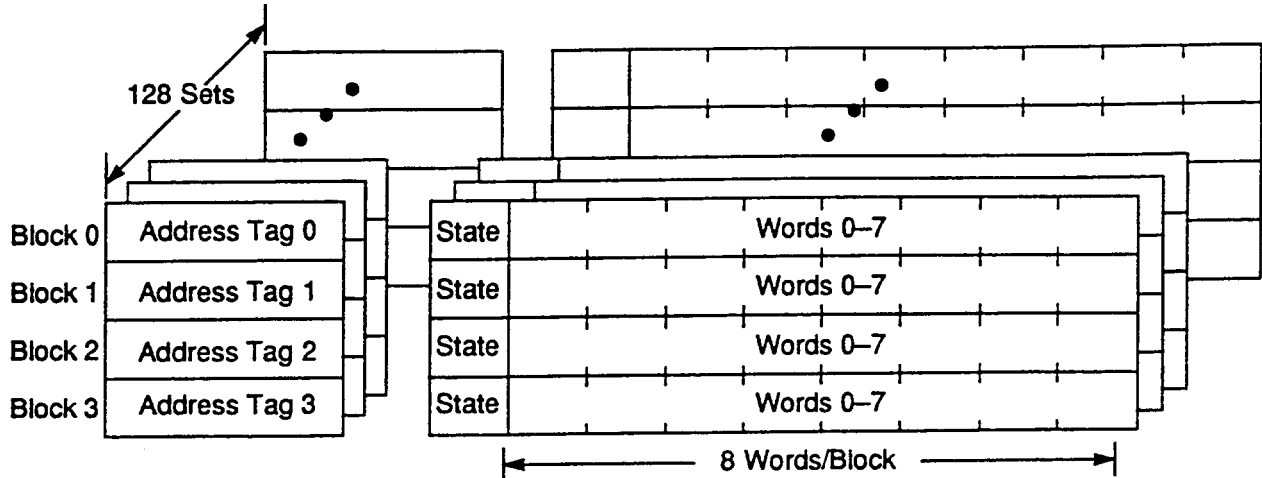 128 Sets
Block 0 Address Tag 0 State Words 0–7
Block 1 Address Tag 1 State Words 0–7
Block 2 Address Tag 2 State Words 0–7
Block 3 Address Tag 3 State Words 0–7
8 Words/Block